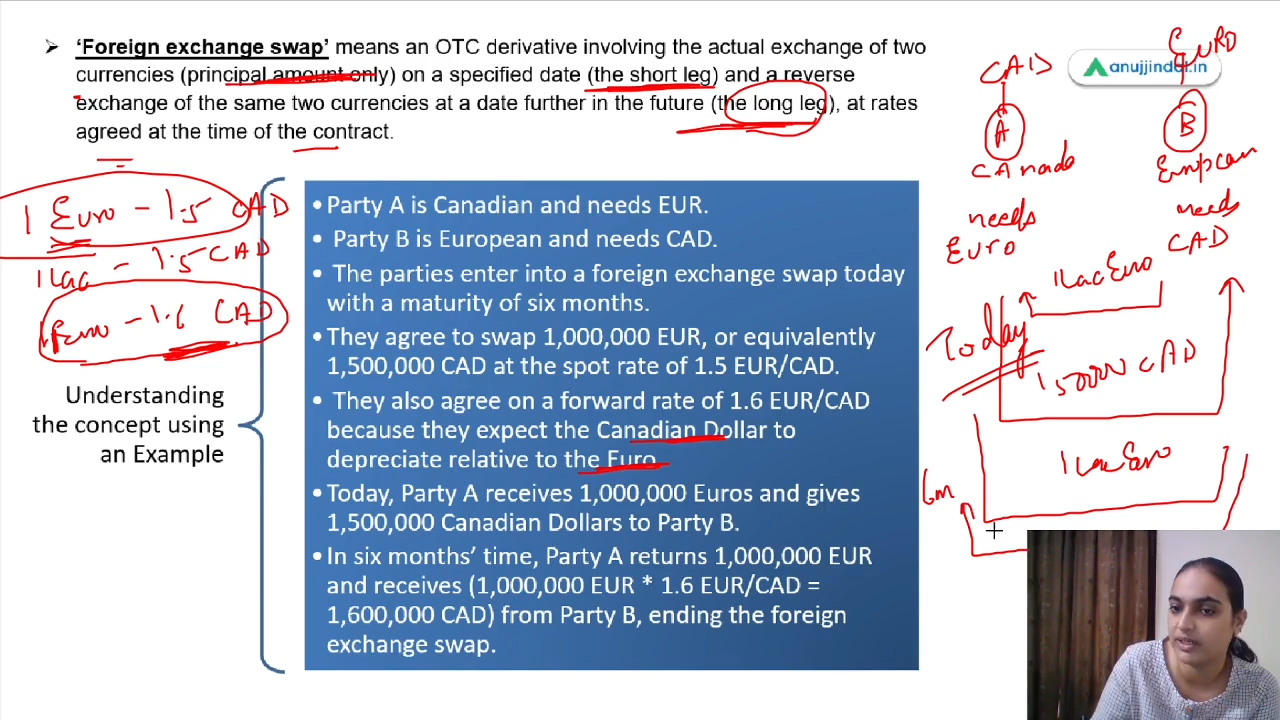 ➢ ‘Foreign exchange swap’ means an OTC derivative involving the actual exchange of two
currencies (principal amount only) on a specified date (the short leg) and a reverse
exchange of the same two currencies at a date further in the future (the long leg), at rates
agreed at the time of the contract.
anujjindal.in
CAD
EURO
A
B
CAnada
European
needs
Euro
needs
CAD
1 Euro - 1.5 CAD
1 Lac - 1.5 CAD
1 Euro - 1.6 CAD
Understanding
the concept using
an Example
• Party A is Canadian and needs EUR.
• Party B is European and needs CAD.
• The parties enter into a foreign exchange swap today
with a maturity of six months.
• They agree to swap 1,000,000 EUR, or equivalently
1,500,000 CAD at the spot rate of 1.5 EUR/CAD.
• They also agree on a forward rate of 1.6 EUR/CAD
because they expect the Canadian Dollar to
depreciate relative to the Euro
• Today, Party A receives 1,000,000 Euros and gives
1,500,000 Canadian Dollars to Party B.
• In six months’ time, Party A returns 1,000,000 EUR
and receives (1,000,000 EUR * 1.6 EUR/CAD =
1,600,000 CAD) from Party B, ending the foreign
exchange swap.
1 Lac Euro
Today
150000 CAD
1 Lac Euro
6m